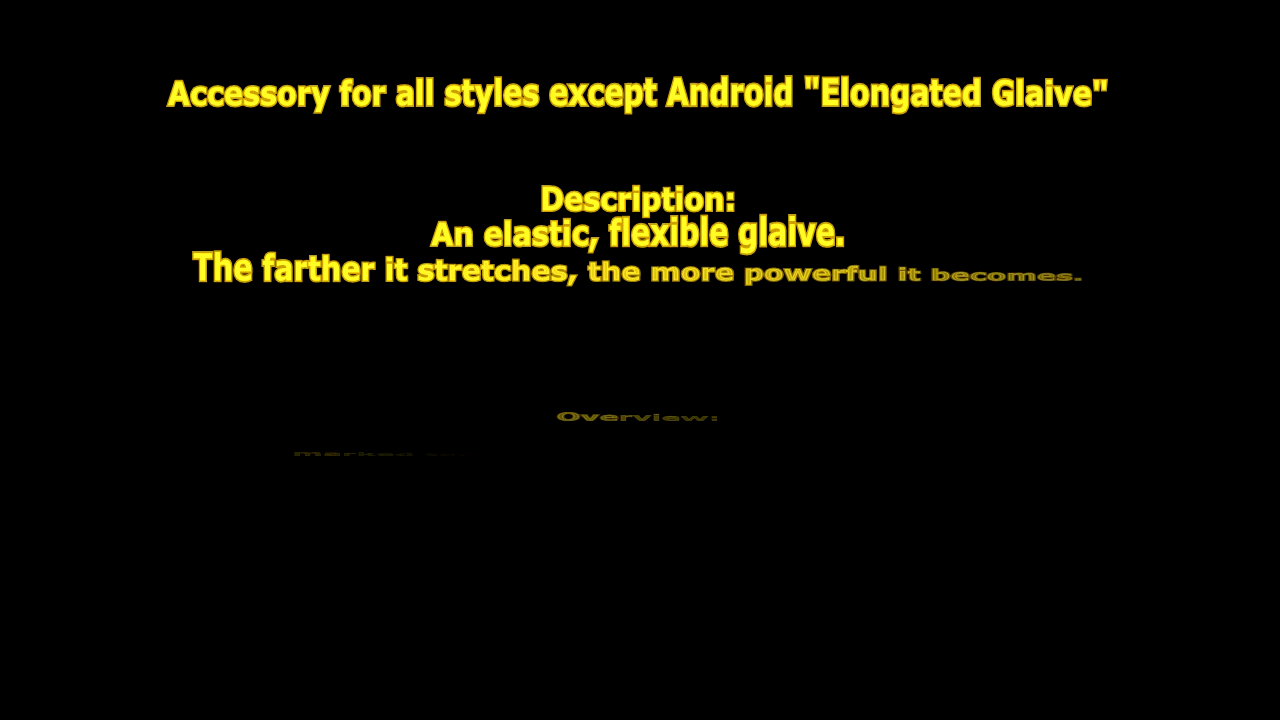 Accessory for all styles except Android "Elongated Glaive"
Description:
An elastic, flexible glaive.
The farther it stretches, the more powerful it becomes.
Overview: